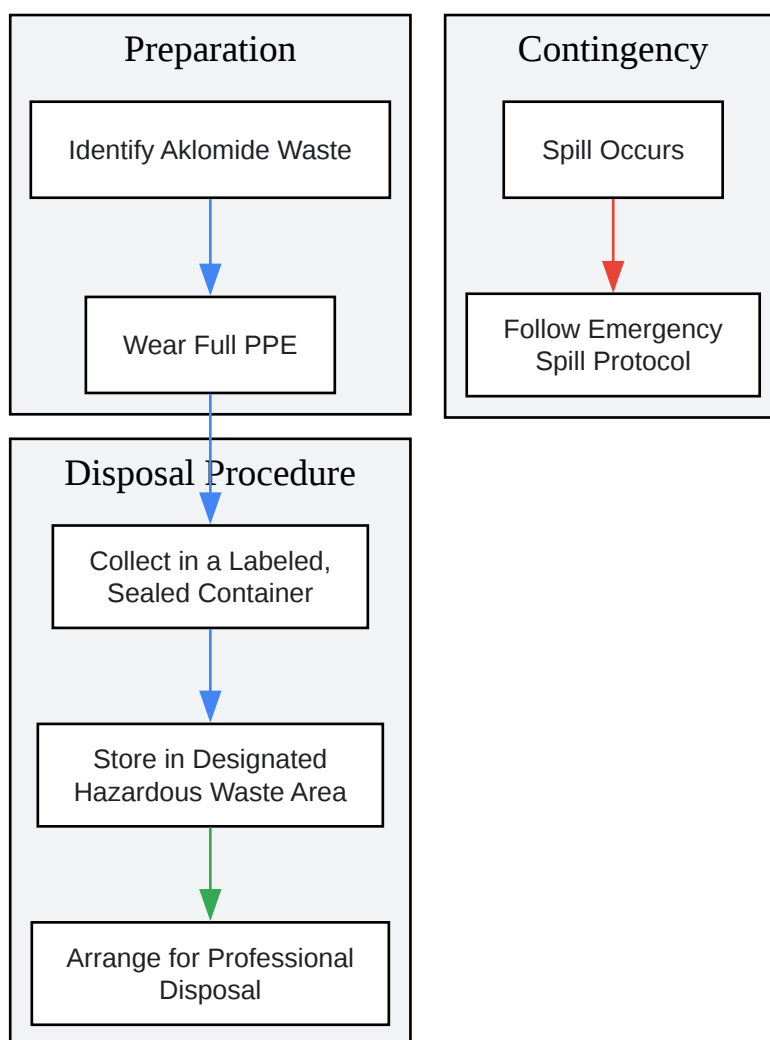 Preparation
Identify Aklomide Waste
Wear Full PPE
Contingency
Spill Occurs
Follow Emergency
Spill Protocol
Disposal Procedure
Collect in a Labeled,
Sealed Container
Store in Designated
Hazardous Waste Area
Arrange for Professional
Disposal